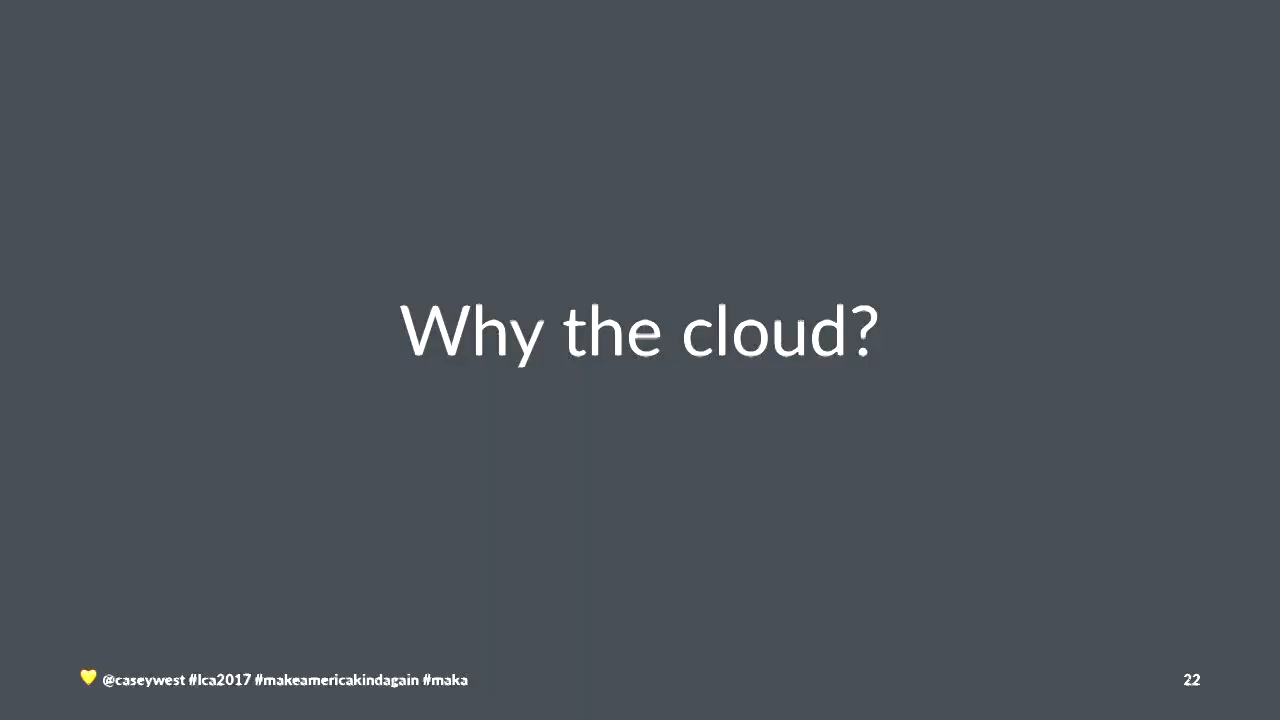 Why the cloud?
💛 @caseywest #lca2017 #makeamericakindagain #maka
22